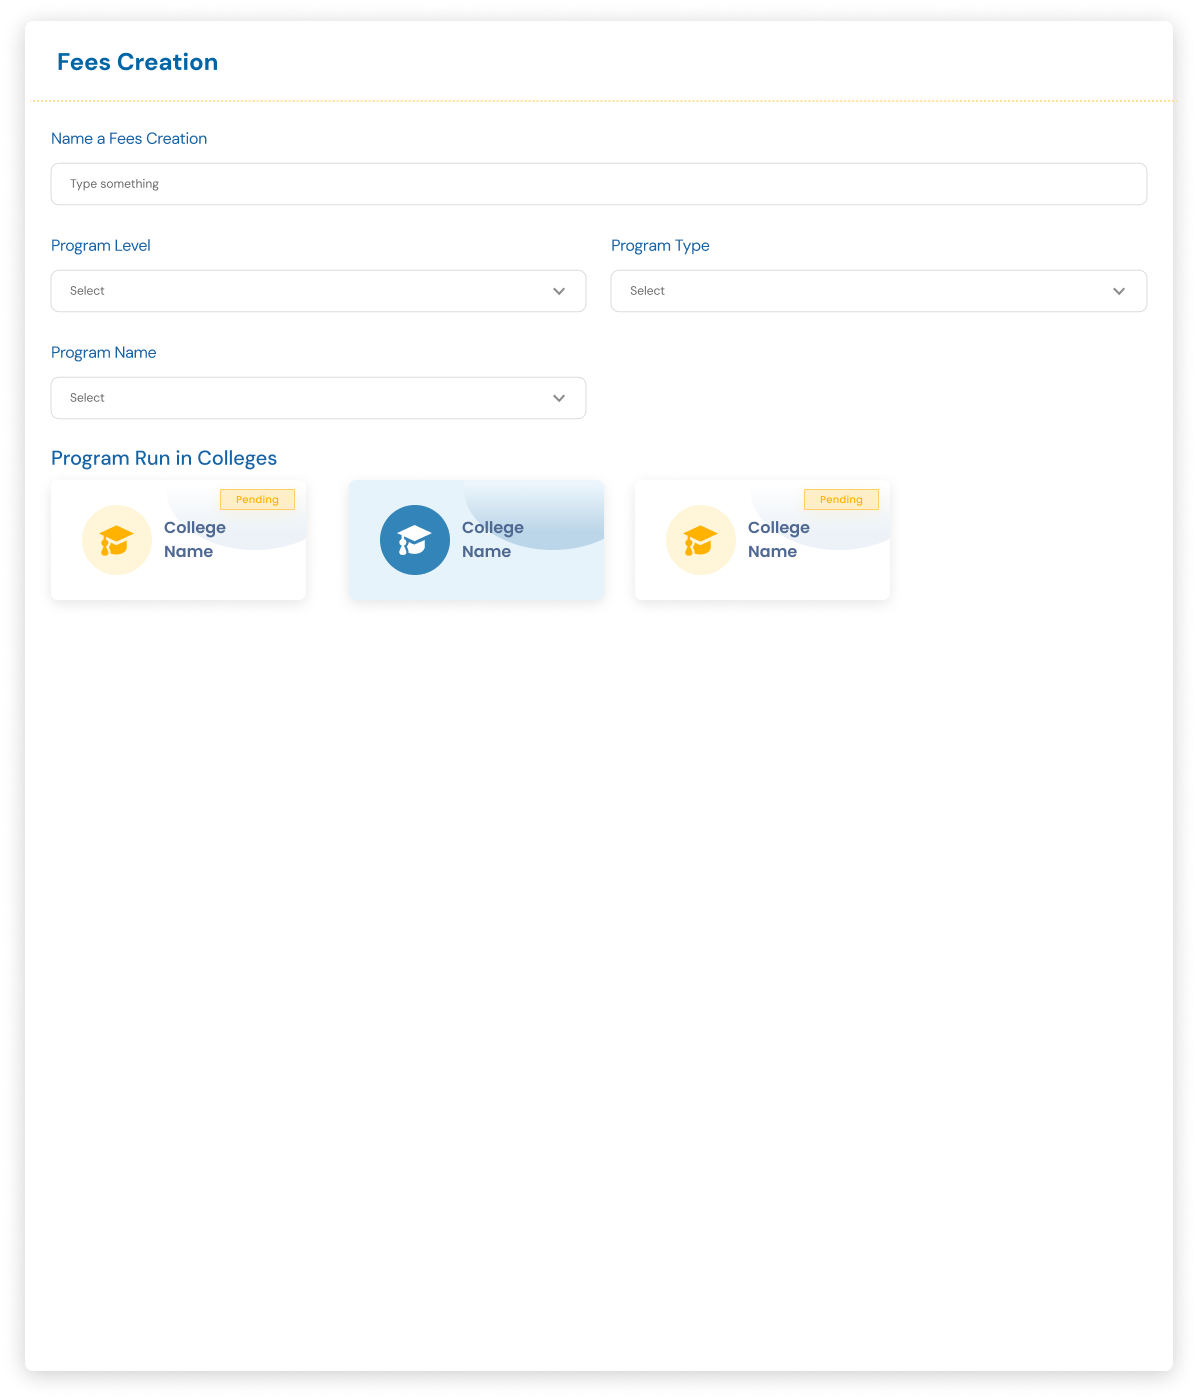 Fees Creation
Name a Fees Creation
Type something
Program Level
Program Type
Select
Select
Program Name
Select
Program Run in Colleges
Pending
College
Name
College
Name
Pending
College
Name